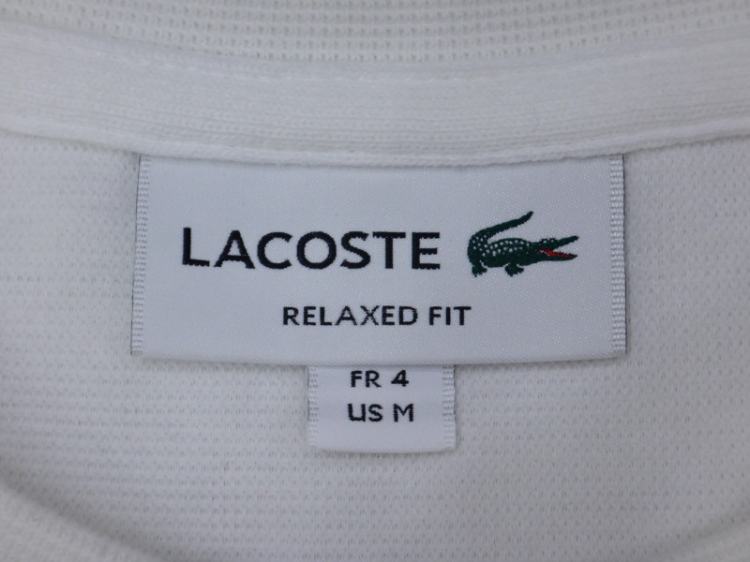 LACOSTE
RELAXED FIT
FR 4
US M